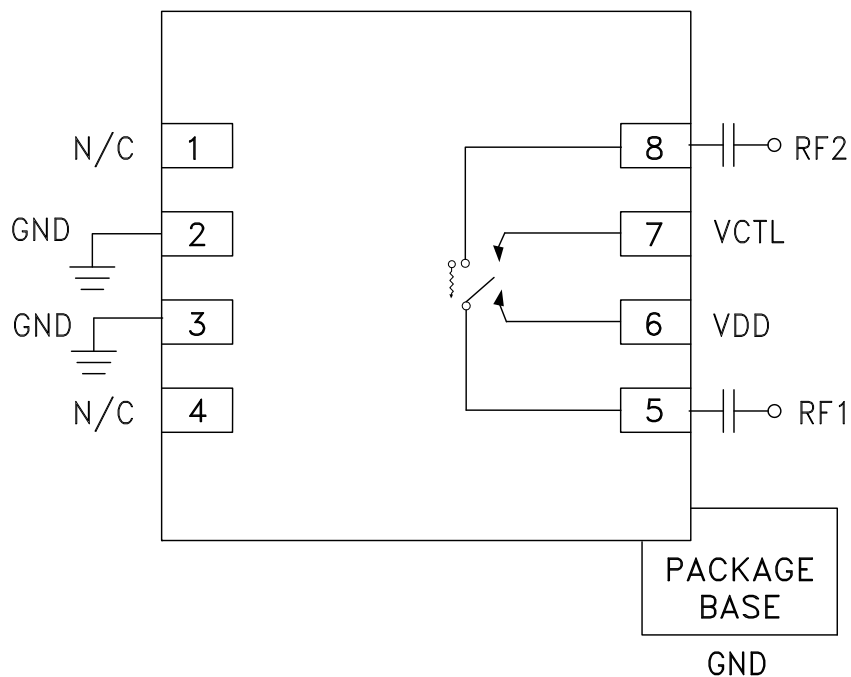 N/C 1 8 RF2
GND 2 7 VCTL
GND 3 6 VDD
N/C 4 5 RF1
PACKAGE
BASE
GND